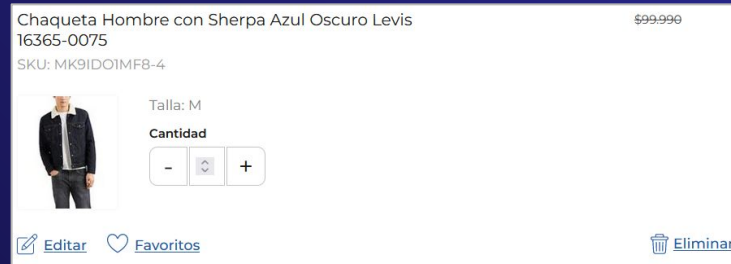 Chaqueta Hombre con Sherpa Azul Oscuro Levis
$99.990
16365-0075
SKU: MK9IDO1MF8-4
Talla: M
Cantidad
- +
Editar Favoritos Eliminar